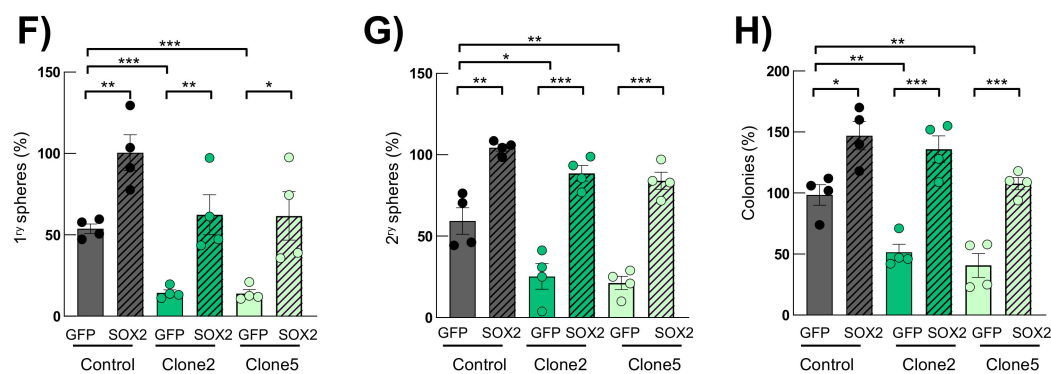 F)
***
***
** ** *
150
100
50
0
1ry spheres (%)
GFP SOX2 GFP SOX2 GFP SOX2
Control Clone2 Clone5
G)
**
*
** *** ***
150
100
50
0
2ry spheres (%)
GFP SOX2 GFP SOX2 GFP SOX2
Control Clone2 Clone5
H)
**
**
* *** ***
200
150
100
50
0
Colonies (%)
GFP SOX2 GFP SOX2 GFP SOX2
Control Clone2 Clone5